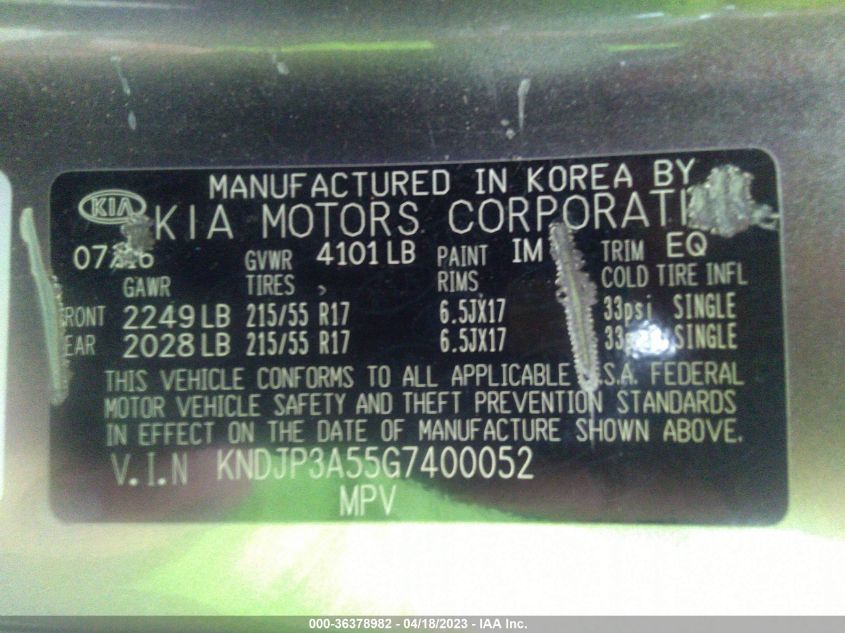 MANUFACTURED IN KOREA BY
KIA KIA MOTORS CORPORATI
GVWR 4101 LB PAINT IM TRIM EQ
GAWR TIRES RIMS COLD TIRE INFL
RONT 2249 LB 215/55 R17 6.5JX17 33psi SINGLE
EAR 2028 LB 215/55 R17 6.5JX17 SINGLE
THIS VEHICLE CONFORMS TO ALL APPLICABLE .S.A. FEDERAL
MOTOR VEHICLE SAFETY AND THEFT PREVENTION STANDARDS
IN EFFECT ON THE DATE OF MANUFACTURE SHOWN ABOVE.
V.I.N KNDJP3A55G7400052
MPV
000-36378982 - 04/18/2023 - IAA Inc.